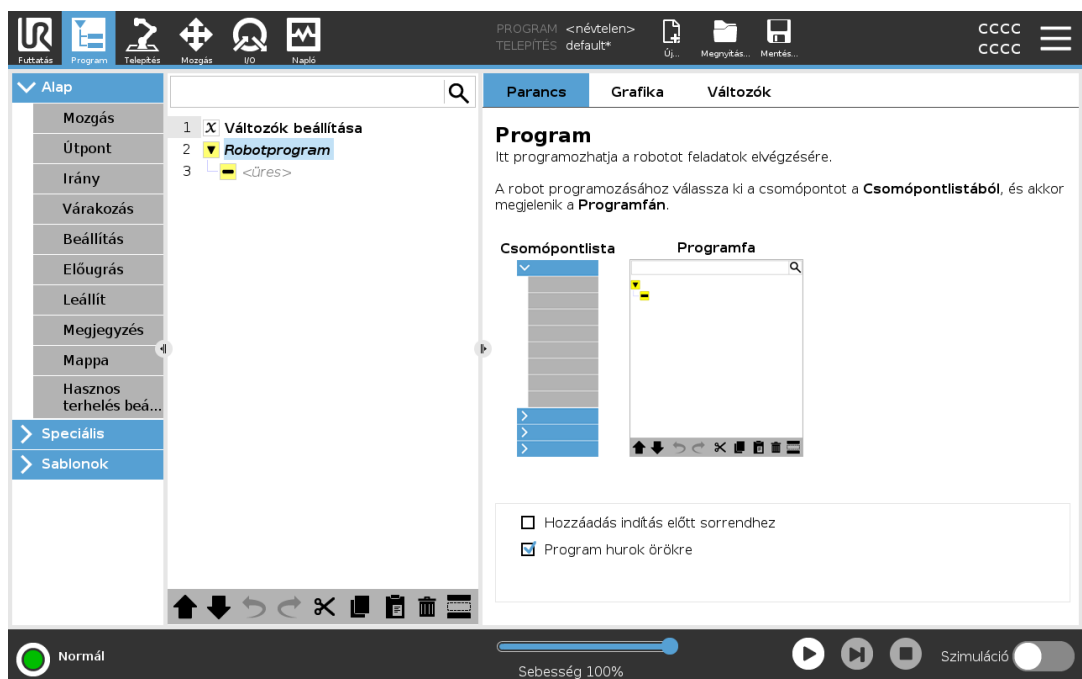 PROGRAM <névtelen>
TELEPÍTÉS default*
CCCC
CCCC
Futtatás
Program
Telepítés
Mozgás
I/O
Napló
Új...
Megnyitás...
Mentés...
Alap
Mozgás
Útpont
Irány
Várakozás
Beállítás
Előugrás
Leállít
Megjegyzés
Mappa
Hasznos
terhelés beá...
Speciális
Sablonok
1 x Változók beállítása
2 Robotprogram
3 <üres>
Parancs
Grafika
Változók
Program
Itt programozhatja a robotot feladatok elvégzésére.
A robot programozásához válassza ki a csomópontot a Csomópontlistából, és akkor
megjelenik a Programfán.
Csomópontlista
Programfa
Hozzáadás indítás előtt sorrendhez
Program hurok örökre
Normál
Sebesség 100%
Szimuláció